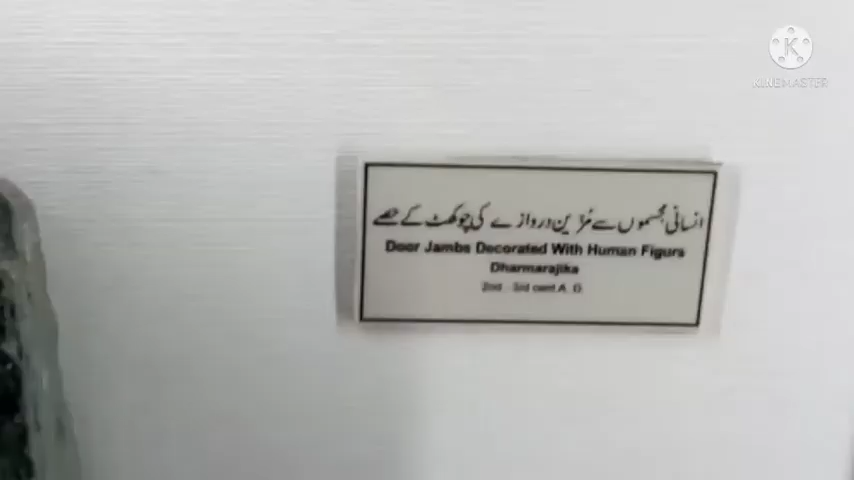 انسانی مجسموں سے مزین دروازے کی چوکھٹ کے حصے
Door Jambs Decorated With Human Figurs
Dharmarajika
2nd - 3rd cent A. D.
KINEMASTER